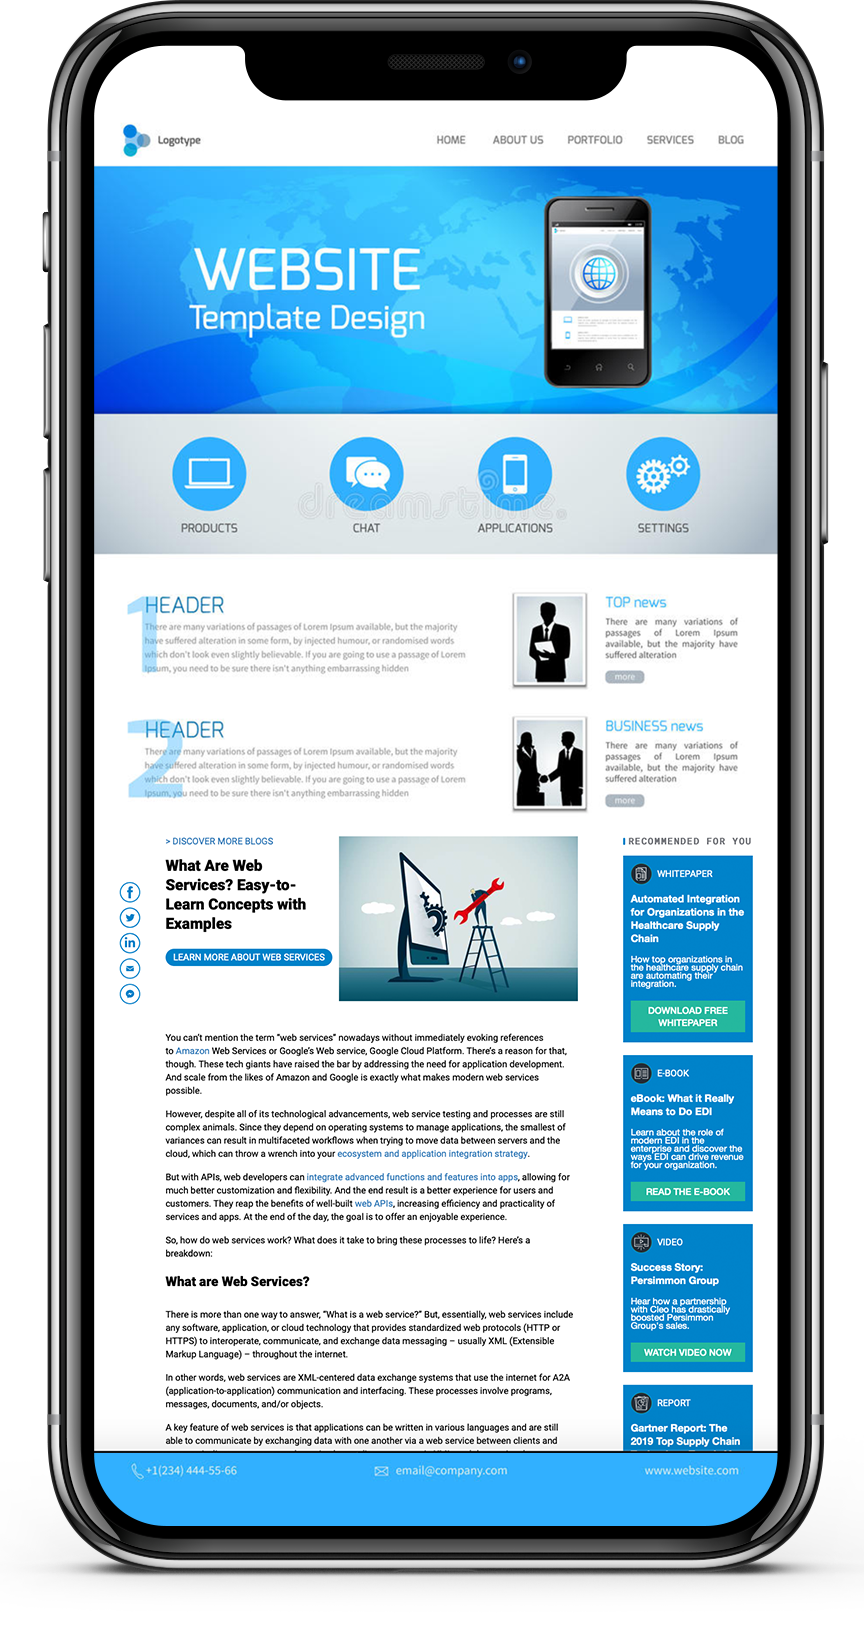 Logotype
HOME ABOUT US PORTFOLIO SERVICES BLOG
WEBSITE
Template Design
PRODUCTS CHAT APPLICATIONS SETTINGS
dreamstime.
1
HEADER
There are many variations of passages of Lorem Ipsum available, but the majority
have suffered alteration in some form, by injected humour, or randomised words
which don't look even slightly believable. If you are going to use a passage of Lorem
Ipsum, you need to be sure there isn't anything embarrassing hidden
TOP news
There are many variations of
passages of Lorem Ipsum
available, but the majority have
suffered alteration
more
2
HEADER
There are many variations of passages of Lorem Ipsum available, but the majority
have suffered alteration in some form, by injected humour, or randomised words
which don't look even slightly believable. If you are going to use a passage of Lorem
Ipsum, you need to be sure there isn't anything embarrassing hidden
BUSINESS news
There are many variations of
passages of Lorem Ipsum
available, but the majority have
suffered alteration
more
> DISCOVER MORE BLOGS
What Are Web
Services? Easy-to-
Learn Concepts with
Examples
LEARN MORE ABOUT WEB SERVICES
You can't mention the term “web services” nowadays without immediately evoking references
to Amazon Web Services or Google's Web service, Google Cloud Platform. There's a reason for that,
though. These tech giants have raised the bar by addressing the need for application development.
And scale from the likes of Amazon and Google is exactly what makes modern web services
possible.
However, despite all of its technological advancements, web service testing and processes are still
complex animals. Since they depend on operating systems to manage applications, the smallest of
variances can result in multifaceted workflows when trying to move data between servers and the
cloud, which can throw a wrench into your ecosystem and application integration strategy.
But with APIs, web developers can integrate advanced functions and features into apps, allowing for
much better customization and flexibility. And the end result is a better experience for users and
customers. They reap the benefits of well-built web APIs, increasing efficiency and practicality of
services and apps. At the end of the day, the goal is to offer an enjoyable experience.
So, how do web services work? What does it take to bring these processes to life? Here's a
breakdown:
What are Web Services?
There is more than one way to answer, “What is a web service?” But, essentially, web services include
any software, application, or cloud technology that provides standardized web protocols (HTTP or
HTTPS) to interoperate, communicate, and exchange data messaging – usually XML (Extensible
Markup Language) – throughout the internet.
In other words, web services are XML-centered data exchange systems that use the internet for A2A
(application-to-application) communication and interfacing. These processes involve programs,
messages, documents, and/or objects.
A key feature of web services is that applications can be written in various languages and are still
able to communicate by exchanging data with one another via a web service between clients and
RECOMMENDED FOR YOU
WHITEPAPER
Automated Integration
for Organizations in the
Healthcare Supply
Chain
How top organizations in
the healthcare supply chain
are automating their
integration.
DOWNLOAD FREE
WHITEPAPER
E-BOOK
eBook: What it Really
Means to Do EDI
Learn about the role of
modern EDI in the
enterprise and discover the
ways EDI can drive revenue
for your organization.
READ THE E-BOOK
VIDEO
Success Story:
Persimmon Group
Hear how a partnership
with Cleo has drastically
boosted Persimmon
Group's sales.
WATCH VIDEO NOW
REPORT
Gartner Report: The
2019 Top Supply Chain
+1(234) 444-55-66 email@company.com www.website.com